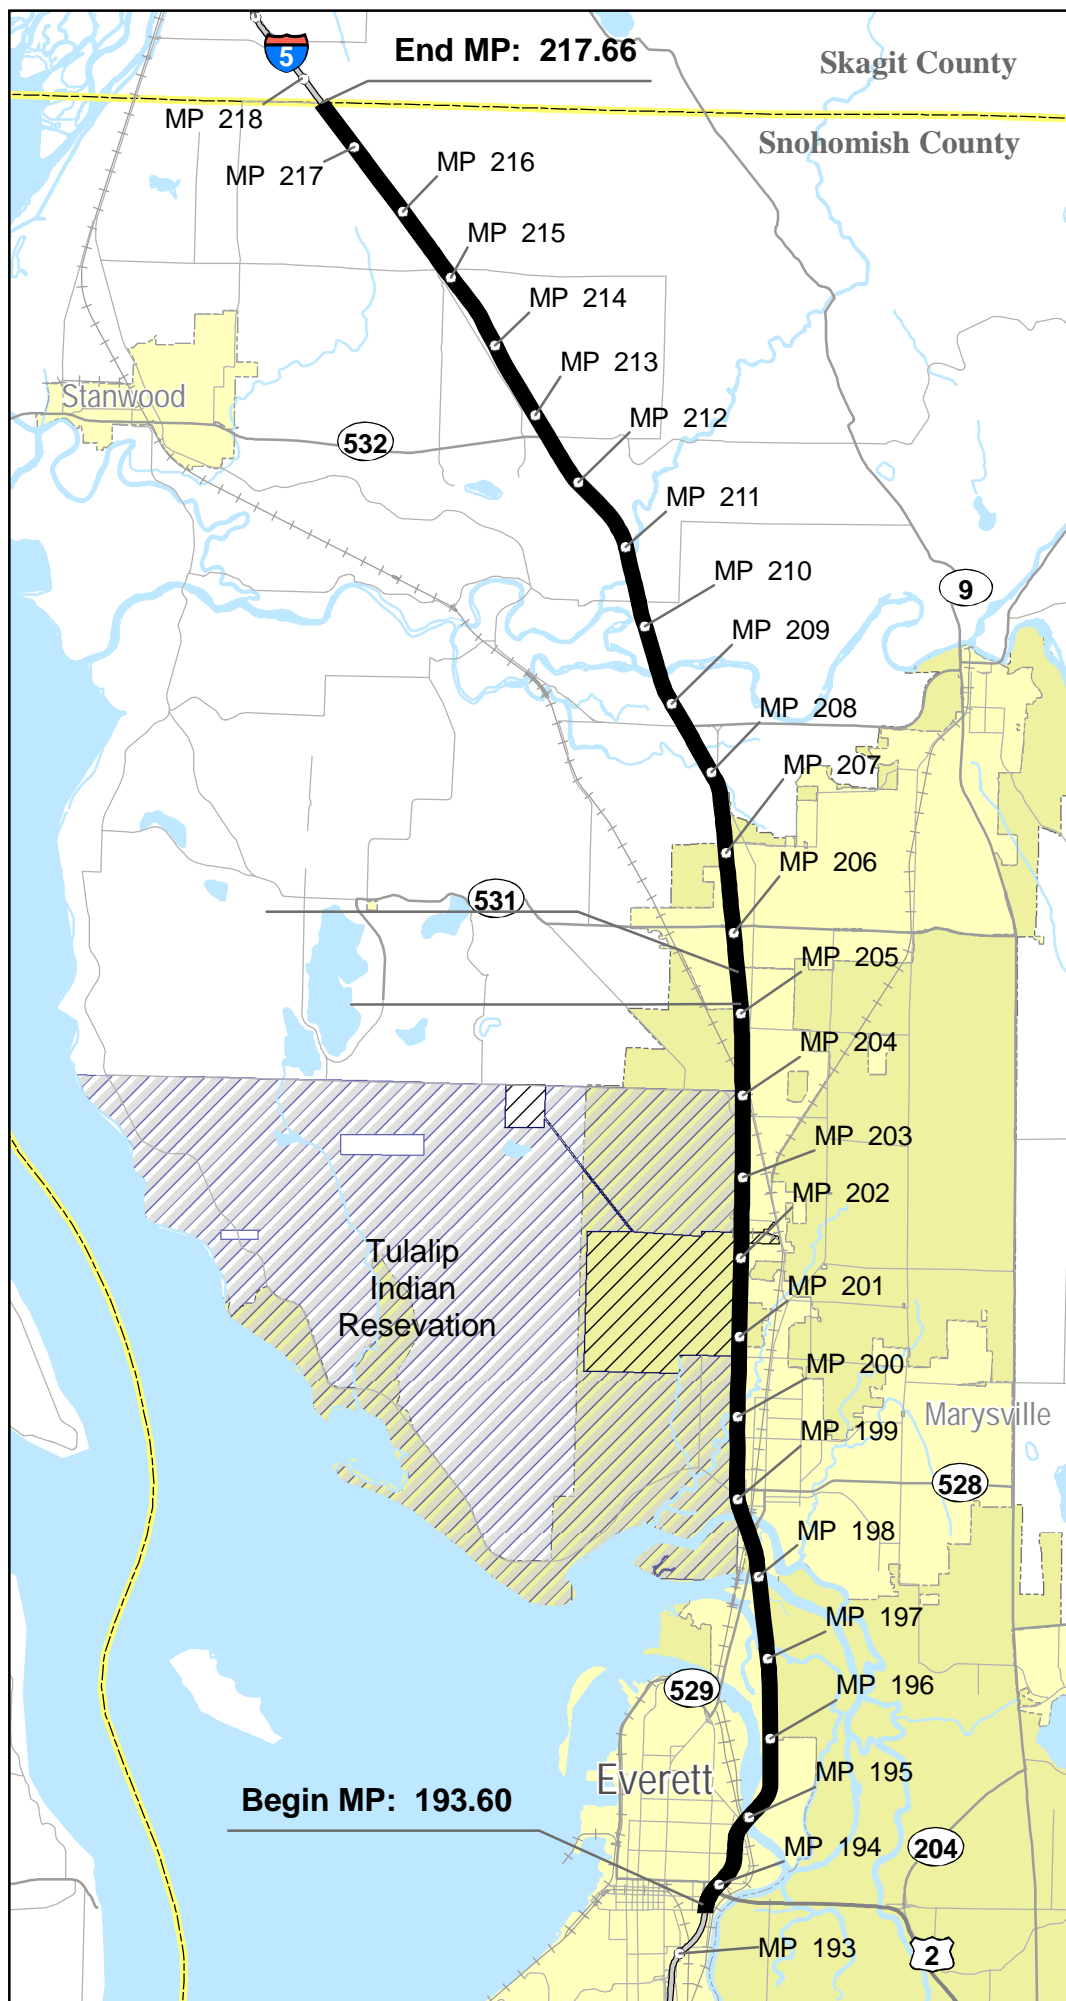 5
End MP: 217.66
Skagit County
MP 218
Snohomish County
MP 217
MP 216
MP 215
MP 214
MP 213
Stanwood
MP 212
532
MP 211
MP 210
9
MP 209
MP 208
MP 207
MP 206
531
MP 205
MP 204
MP 203
MP 202
Tulalip
Indian
Resevation
MP 201
MP 200
Marysville
MP 199
528
MP 198
MP 197
529
MP 196
Everett
MP 195
Begin MP: 193.60
MP 194
204
MP 193
2